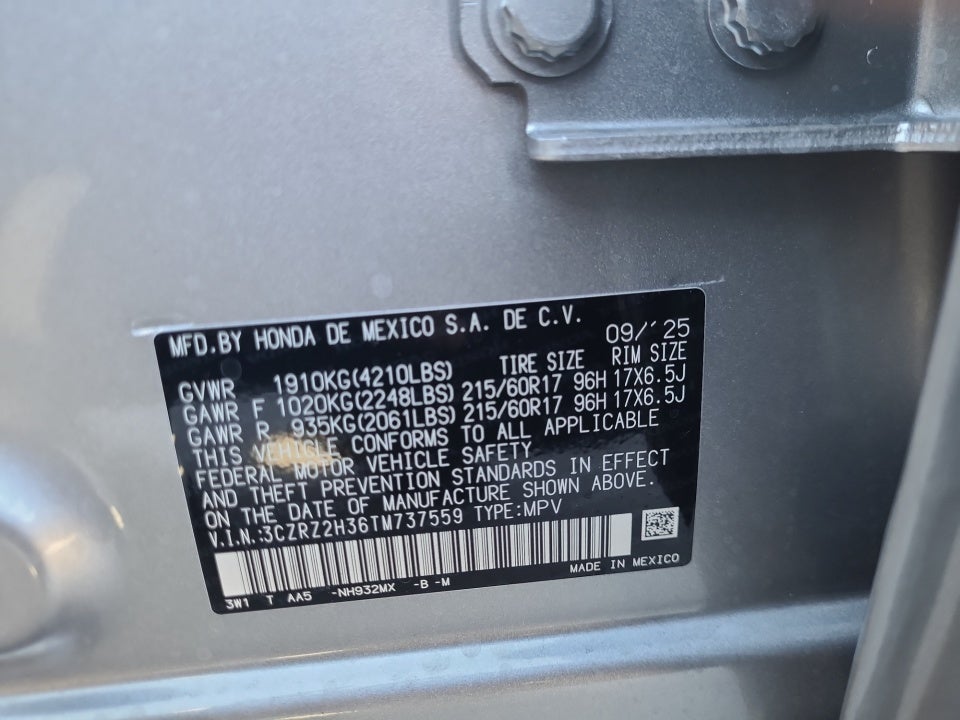 MFD.BY HONDA DE MEXICO S.A. DE C.V. 09/'25
TIRE SIZE RIM SIZE
GVWR 1910KG(4210LBS)
GAWR F 1020KG(2248LBS) 215/60R17 96H 17X6.5J
GAWR R 935KG(2061LBS) 215/60R17 96H 17X6.5J
THIS VEHICLE CONFORMS TO ALL APPLICABLE
FEDERAL MOTOR VEHICLE SAFETY
AND THEFT PREVENTION STANDARDS IN EFFECT
ON THE DATE OF MANUFACTURE SHOWN ABOVE.
V.I.N.:3CZRZ2H36TM737559 TYPE:MPV
MADE IN MEXICO
3W1 T AA5 -NH932MX -B -M